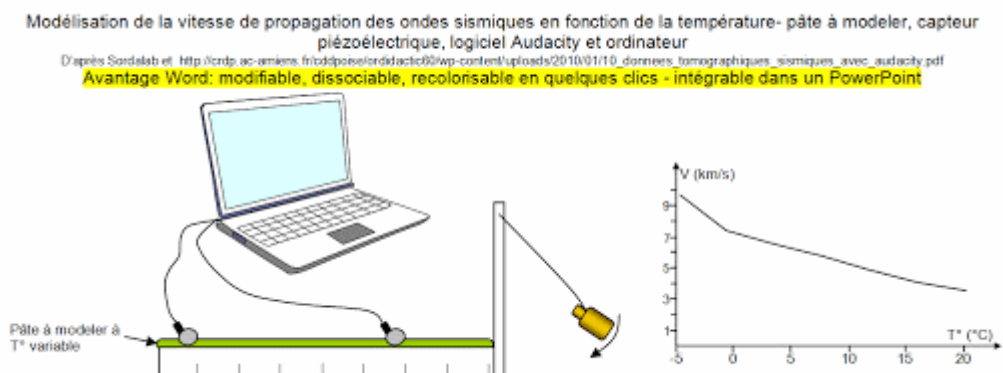 Modélisation de la vitesse de propagation des ondes sismiques en fonction de la température- pâte à modeler, capteur
piézoélectrique, logiciel Audacity et ordinateur
D'après Sordalab et http://crdp.ac-amiens.fr/cddpoise/ordidactic60/wp-content/uploads/2010/01/10_donnees_tomographiques_sismiques_avec_audacity.pdf
Avantage Word: modifiable, dissociable, recolorisable en quelques clics - intégrable dans un PowerPoint
V (km/s)
9
7
5
3
1
T° (°C)
-5 0 5 10 15 20
Pâte à modeler à
T° variable